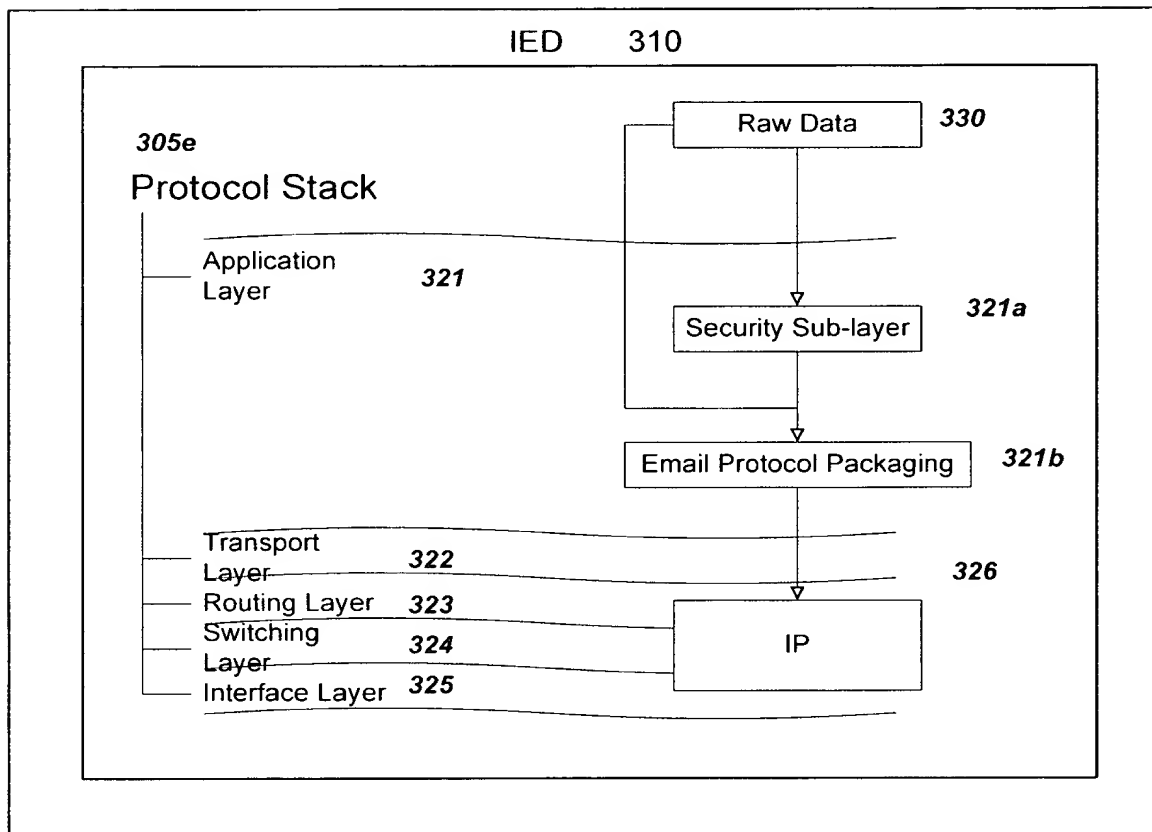 IED 310
Raw Data 330
305e
Protocol Stack
Application
Layer
321
Security Sub-layer 321a
Email Protocol Packaging 321b
Transport
Layer
322
326
Routing Layer 323
Switching
Layer
324
IP
Interface Layer 325